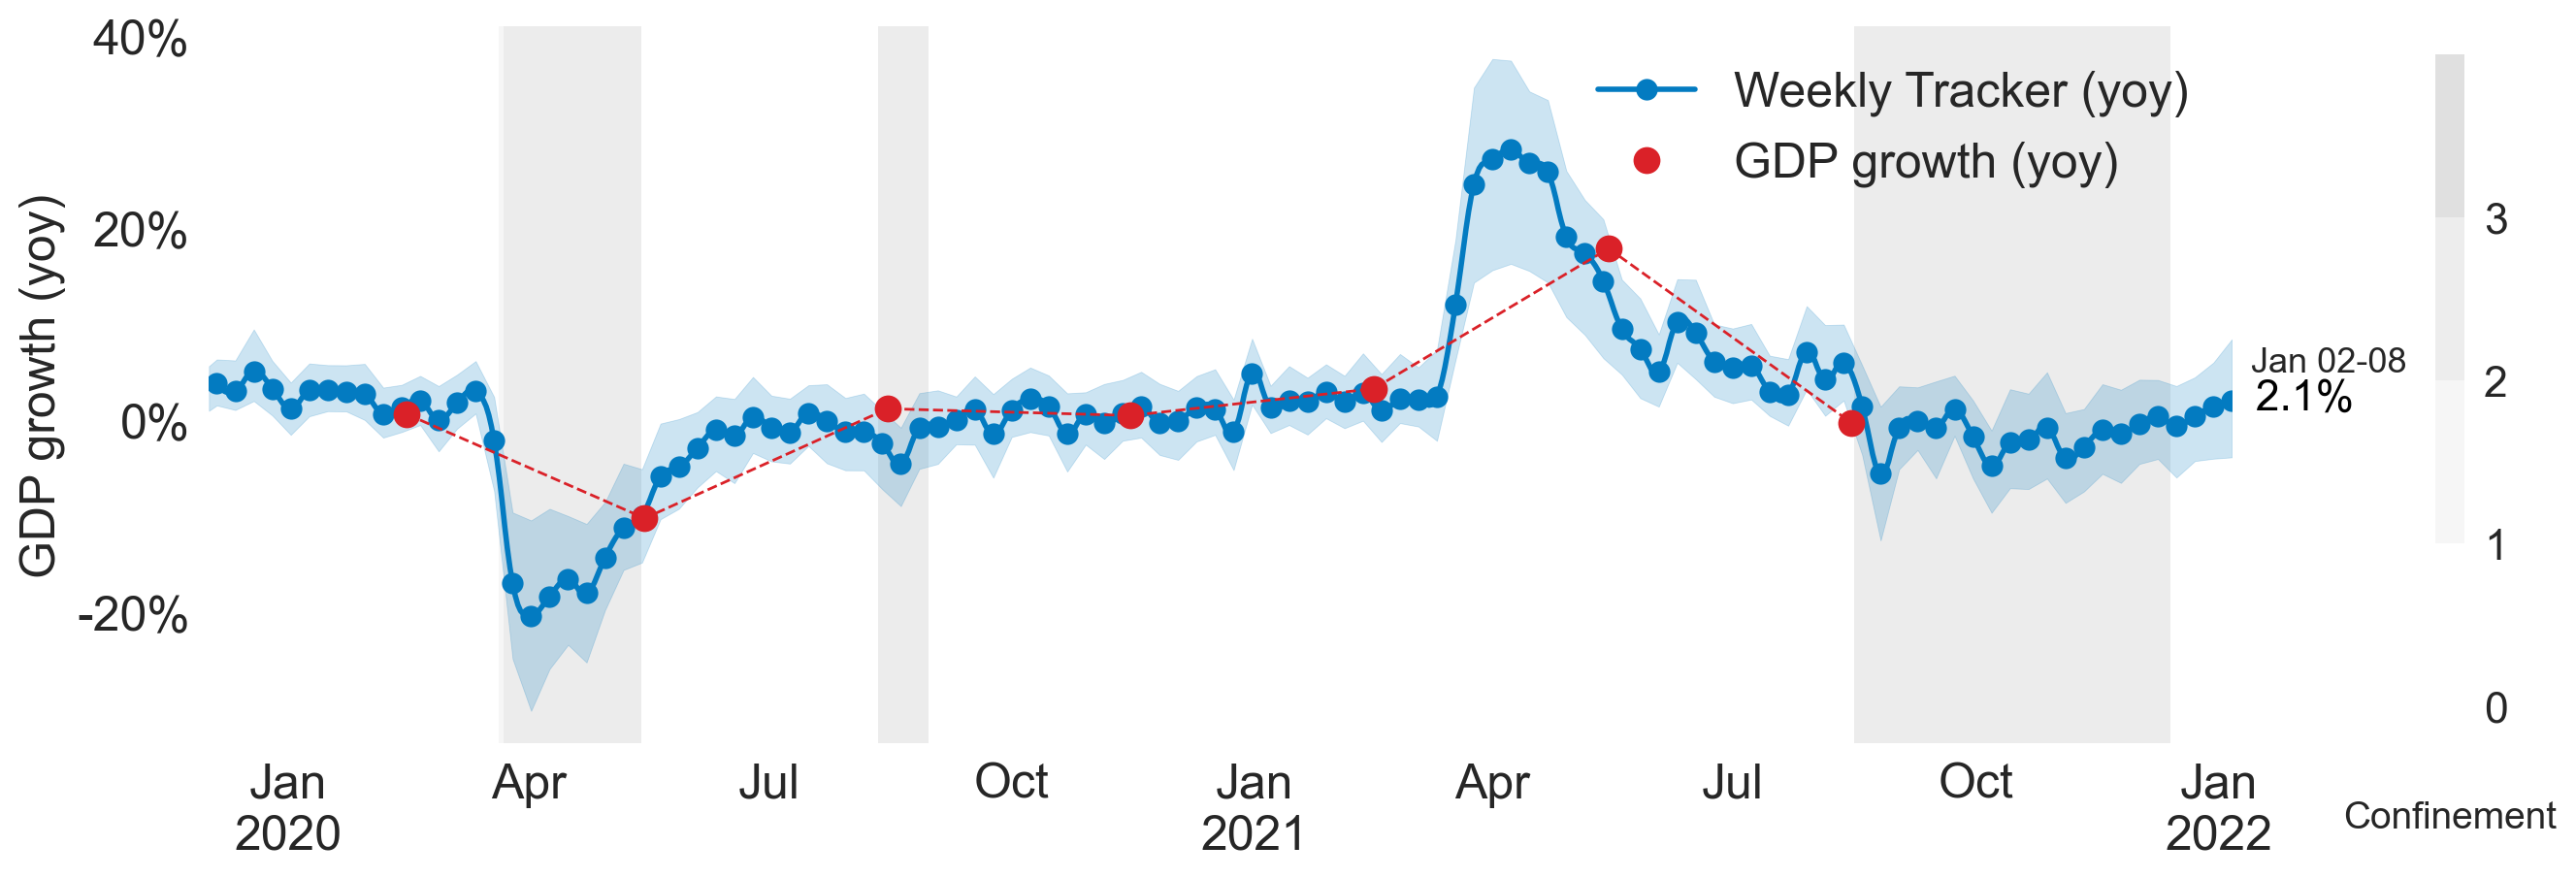 40%
20%
0%
-20%
GDP growth (yoy)
Weekly Tracker (yoy)
GDP growth (yoy)
Jan 02-08
2.1%
3
2
1
0
Confinement
Jan Apr Jul Oct Jan Apr Jul Oct Jan
2020 2021 2022